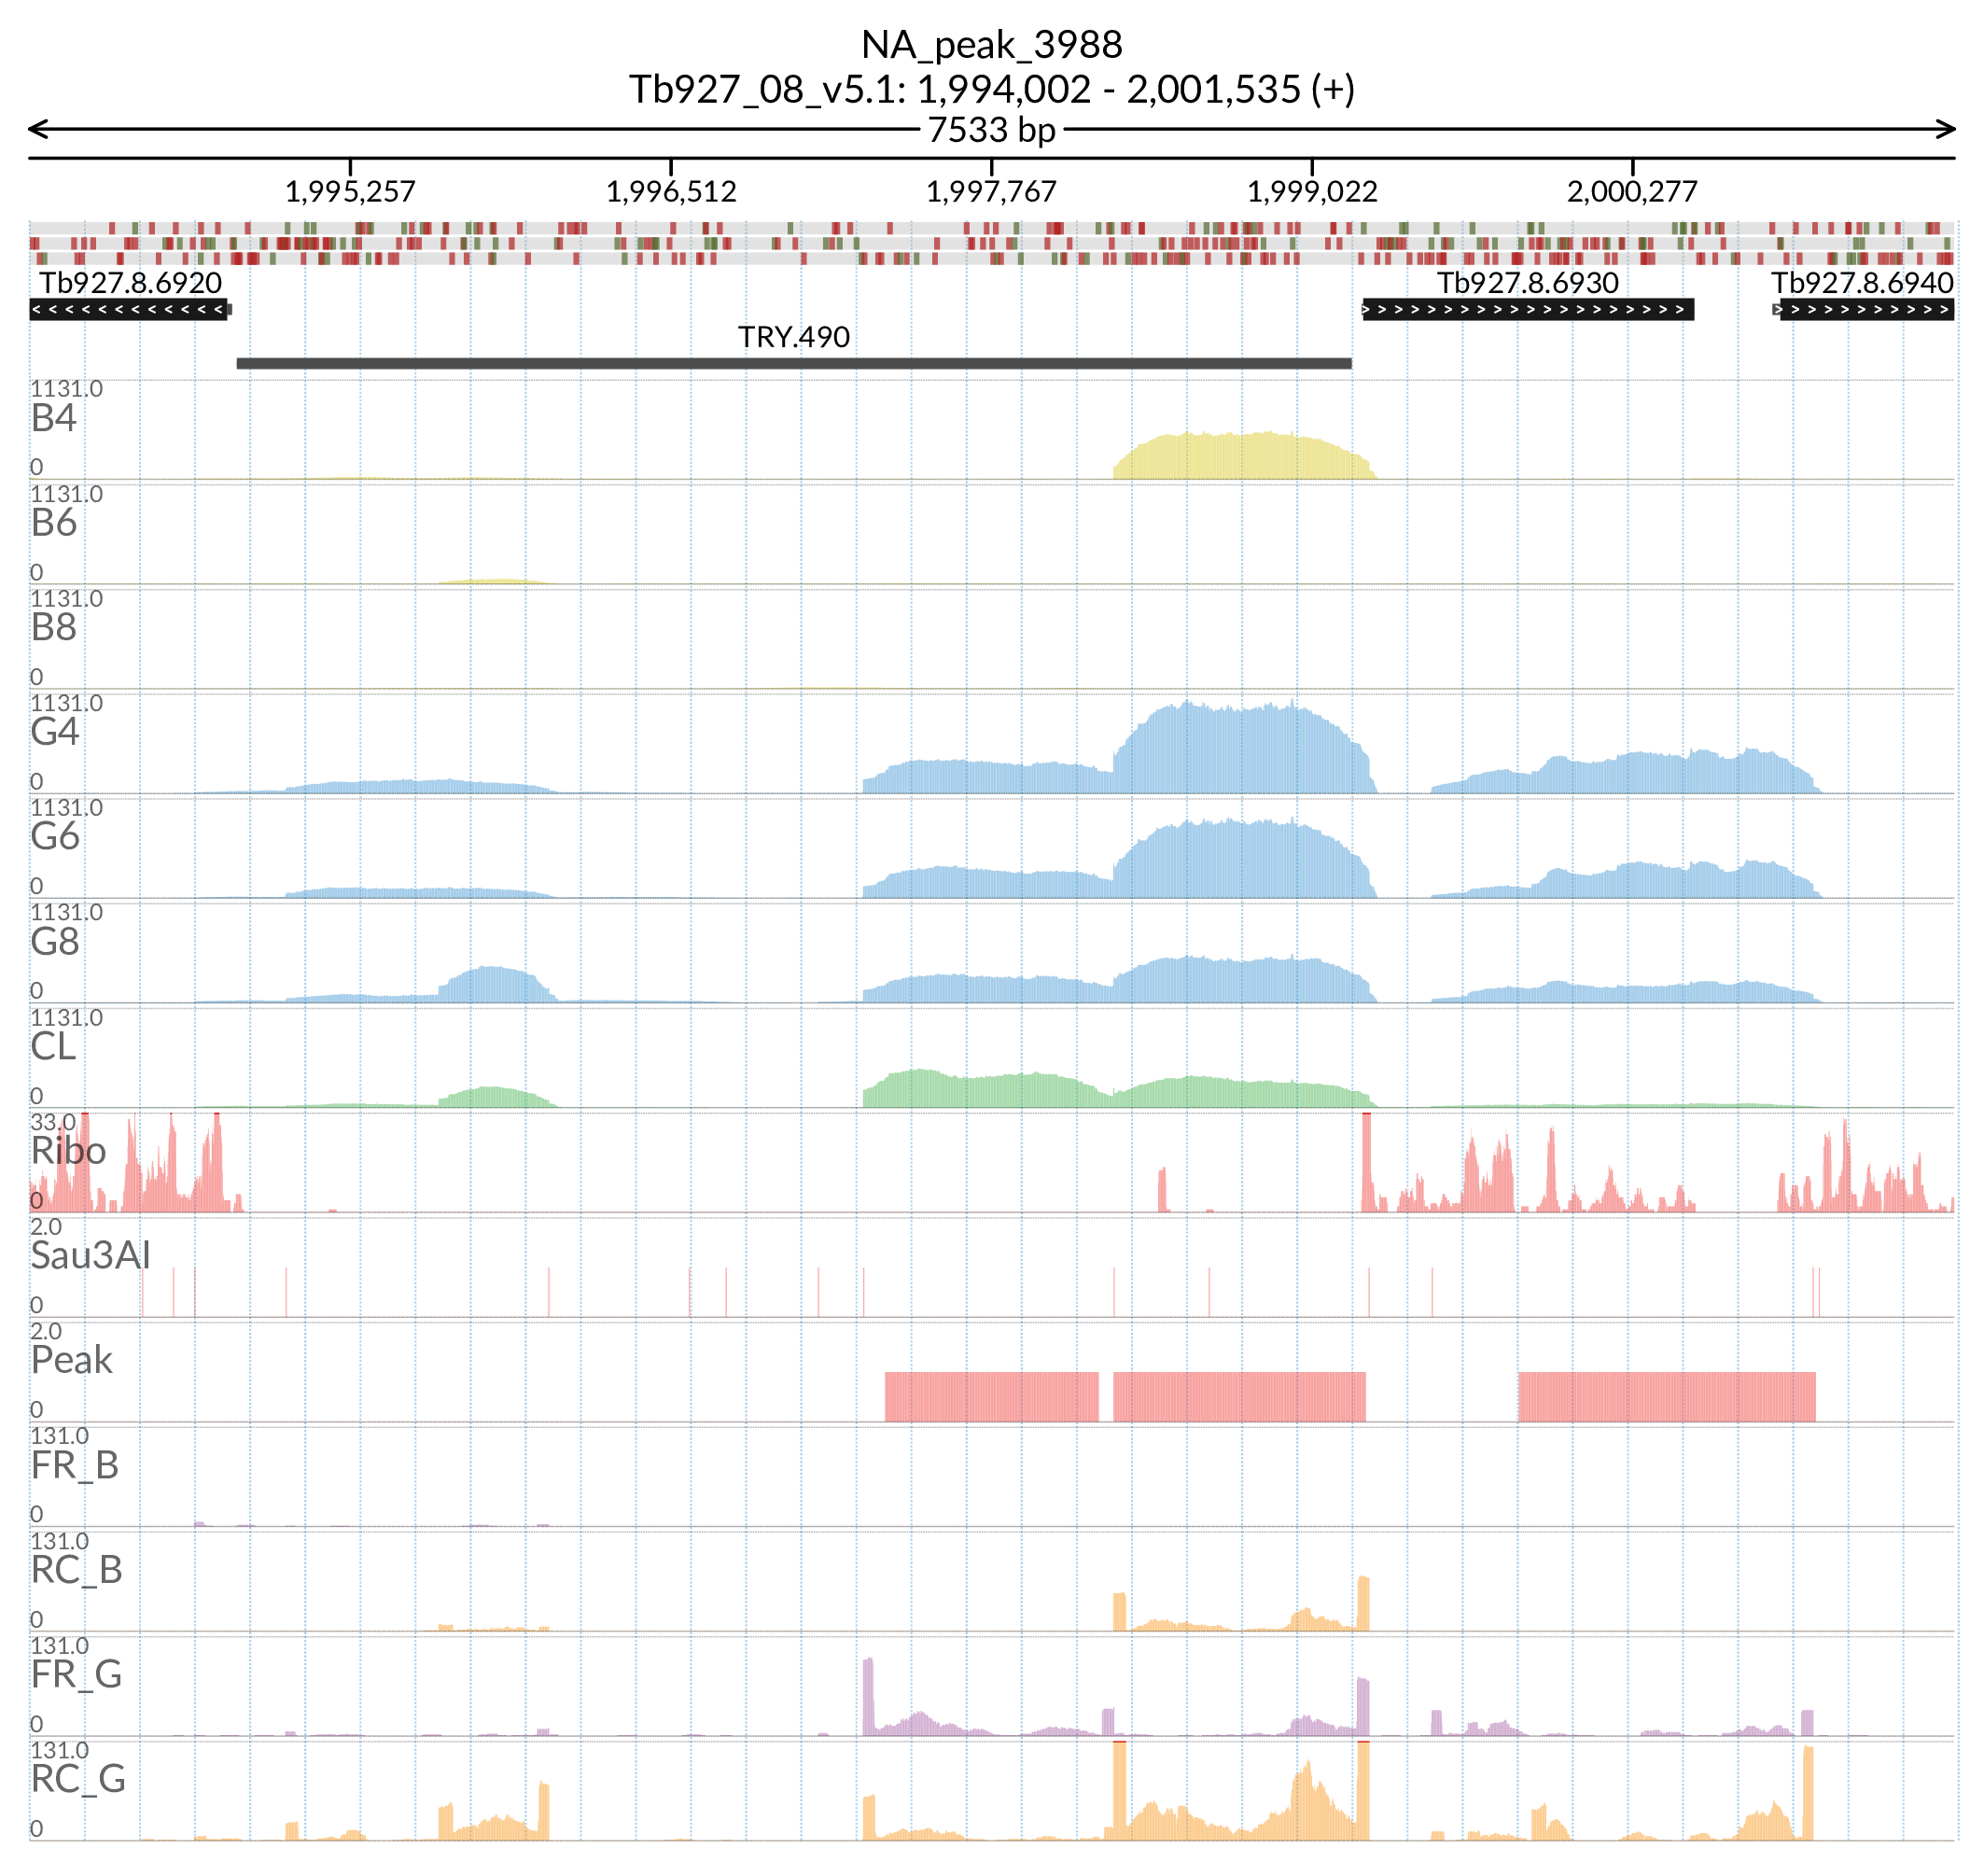 NA_peak_3988
Tb927_08_v5.1: 1,994,002 - 2,001,535 (+)
7533 bp
1,995,257 1,996,512 1,997,767 1,999,022 2,000,277
Tb927.8.6920 Tb927.8.6930 Tb927.8.6940
TRY.490
1131.0
B4
0
1131.0
B6
0
1131.0
B8
0
1131.0
G4
0
1131.0
G6
0
1131.0
G8
0
1131.0
CL
0
33.0
Ribo
0
2.0
Sau3AI
0
2.0
Peak
0
131.0
FR_B
0
131.0
RC_B
0
131.0
FR_G
0
131.0
RC_G
0